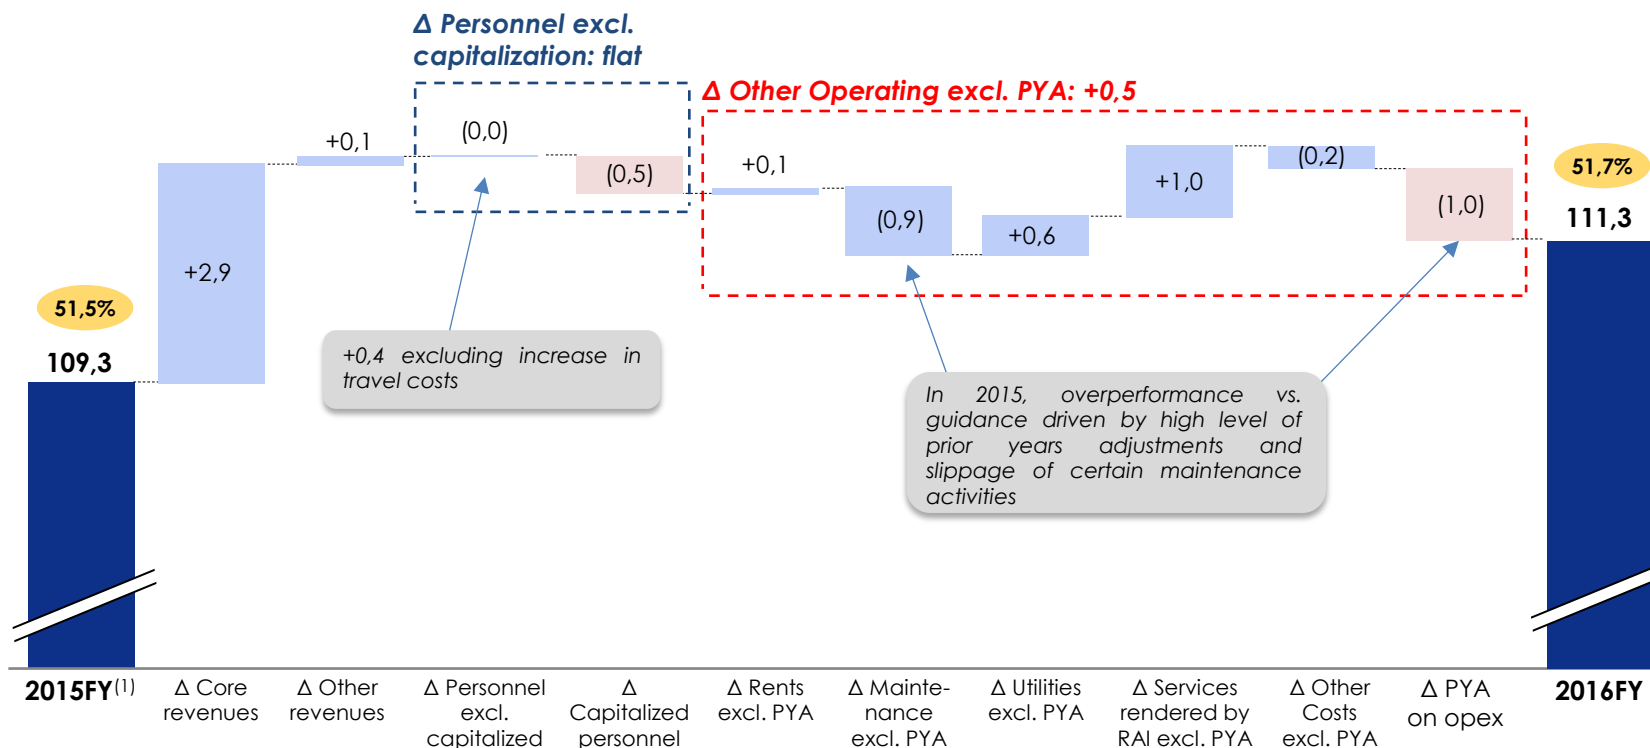 Δ Personnel excl.
capitalization: flat
Δ Other Operating excl. PYA: +0,5
+0,1
(0,0)
(0,5)
+0,1
(0,9)
+0,6
+1,0
(0,2)
(1,0)
51,7%
111,3
+2,9
51,5%
109,3
+0,4 excluding increase in
travel costs
In 2015, overperformance vs.
guidance driven by high level of
prior years adjustments and
slippage of certain maintenance
activities
2015FY(1)
Δ Core
revenues
Δ Other
revenues
Δ Personnel
excl.
capitalized
Δ
Capitalized
personnel
Δ Rents
excl. PYA
Δ Mainte-
nance
excl. PYA
Δ Utilities
excl. PYA
Δ Services
rendered by
RAI excl. PYA
Δ Other
Costs
excl. PYA
Δ PYA
on opex
2016FY